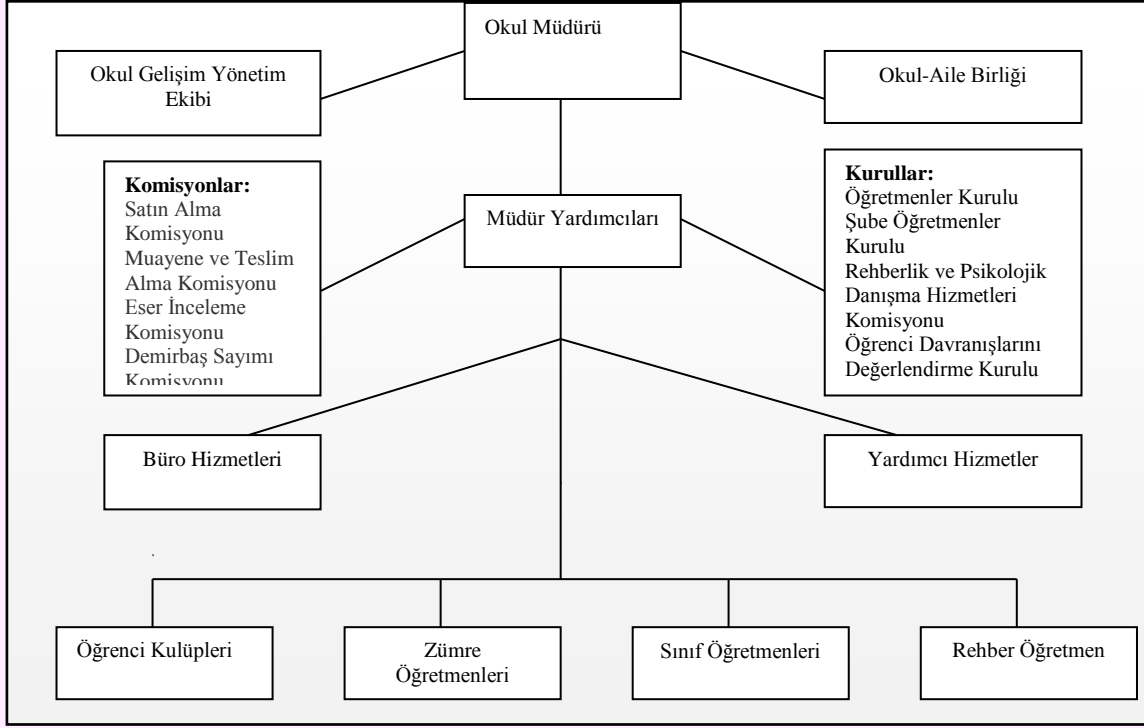 Okul Müdürü
Okul Gelişim Yönetim
Ekibi
Okul-Aile Birliği
Komisyonlar:
Satın Alma
Komisyonu
Muayene ve Teslim
Alma Komisyonu
Eser İnceleme
Komisyonu
Demirbaş Sayımı
Komisyonu
Müdür Yardımcıları
Kurullar:
Öğretmenler Kurulu
Şube Öğretmenler
Kurulu
Rehberlik ve Psikolojik
Danışma Hizmetleri
Komisyonu
Öğrenci Davranışlarını
Değerlendirme Kurulu
Büro Hizmetleri
Yardımcı Hizmetler
Öğrenci Kulüpleri
Zümre
Öğretmenleri
Sınıf Öğretmenleri
Rehber Öğretmen